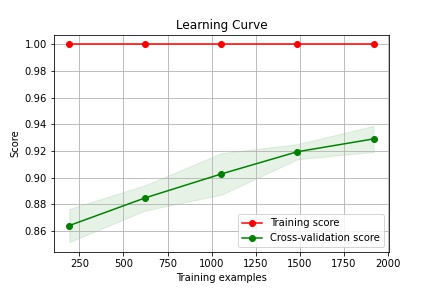 Learning Curve
1.00
0.98
0.96
0.94
0.92
0.90
0.88
0.86
Score
Training score
Cross-validation score
250 500 750 1000 1250 1500 1750 2000
Training examples